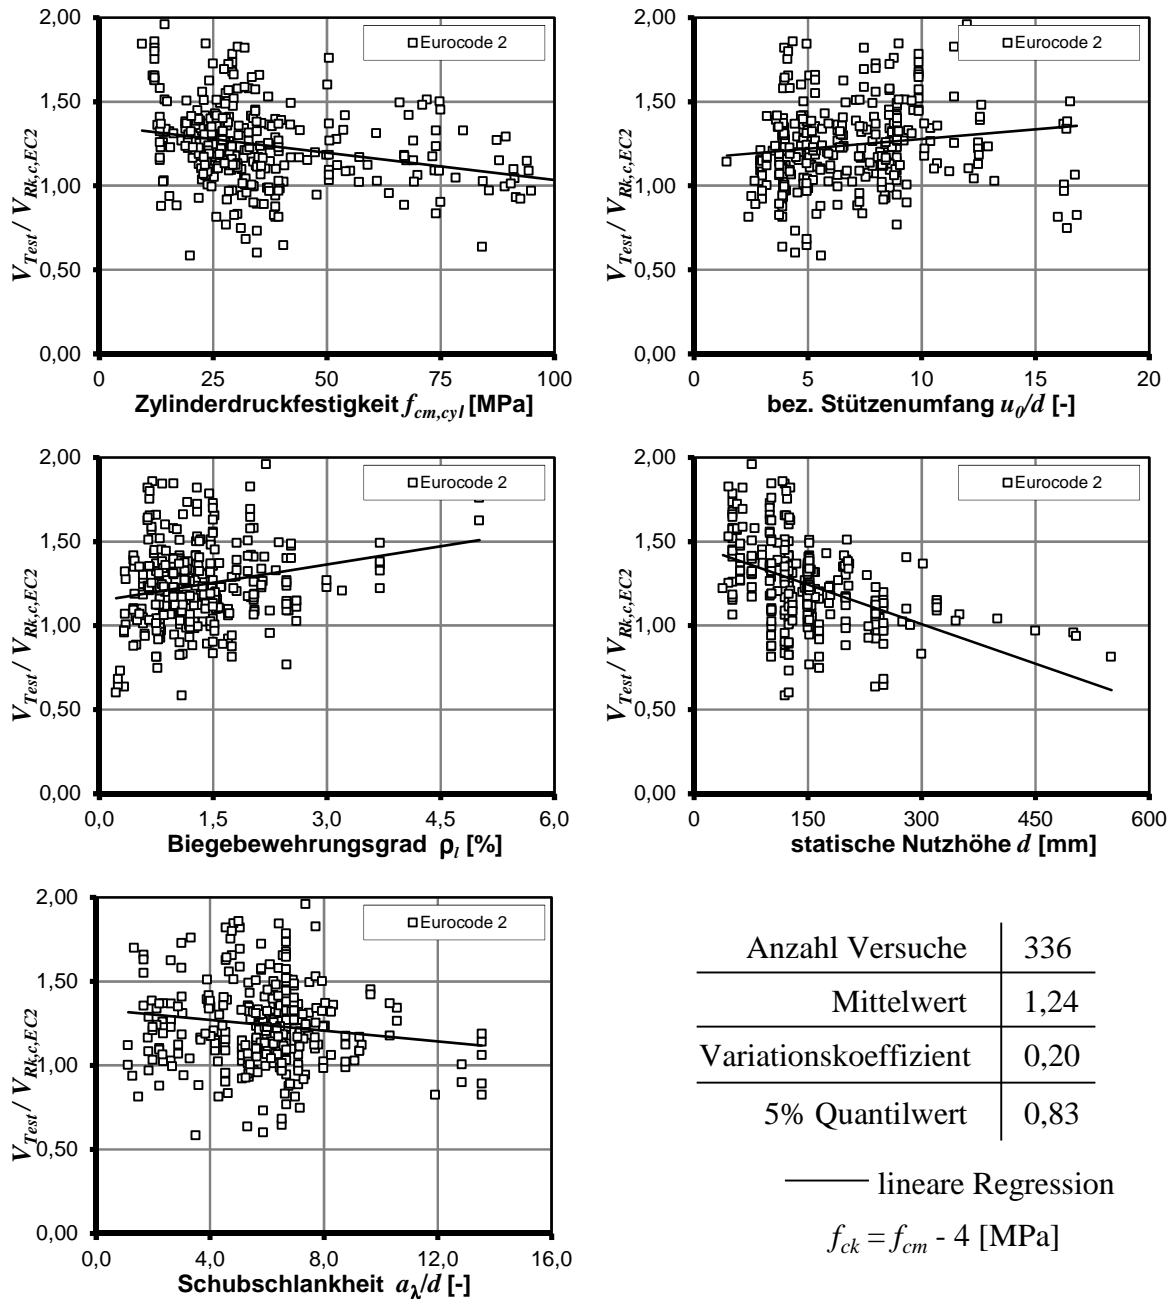 2,00
1,50
1,00
0,50
0,00
V_Test / V_Rk,c,EC2
Eurocode 2
0 25 50 75 100
Zylinderdruckfestigkeit f_cm,cyl [MPa]
2,00
1,50
1,00
0,50
0,00
V_Test / V_Rk,c,EC2
Eurocode 2
0 5 10 15 20
bez. Stützenumfang u_0/d [-]
2,00
1,50
1,00
0,50
0,00
V_Test / V_Rk,c,EC2
Eurocode 2
0,0 1,5 3,0 4,5 6,0
Biegebewehrungsgrad ρ_l [%]
2,00
1,50
1,00
0,50
0,00
V_Test / V_Rk,c,EC2
Eurocode 2
0 150 300 450 600
statische Nutzhöhe d [mm]
2,00
1,50
1,00
0,50
0,00
V_Test / V_Rk,c,EC2
Eurocode 2
0,0 4,0 8,0 12,0 16,0
Schubschlankheit a_λ/d [-]
Anzahl Versuche 336
Mittelwert 1,24
Variationskoeffizient 0,20
5% Quantilwert 0,83
lineare Regression
f_ck = f_cm - 4 [MPa]